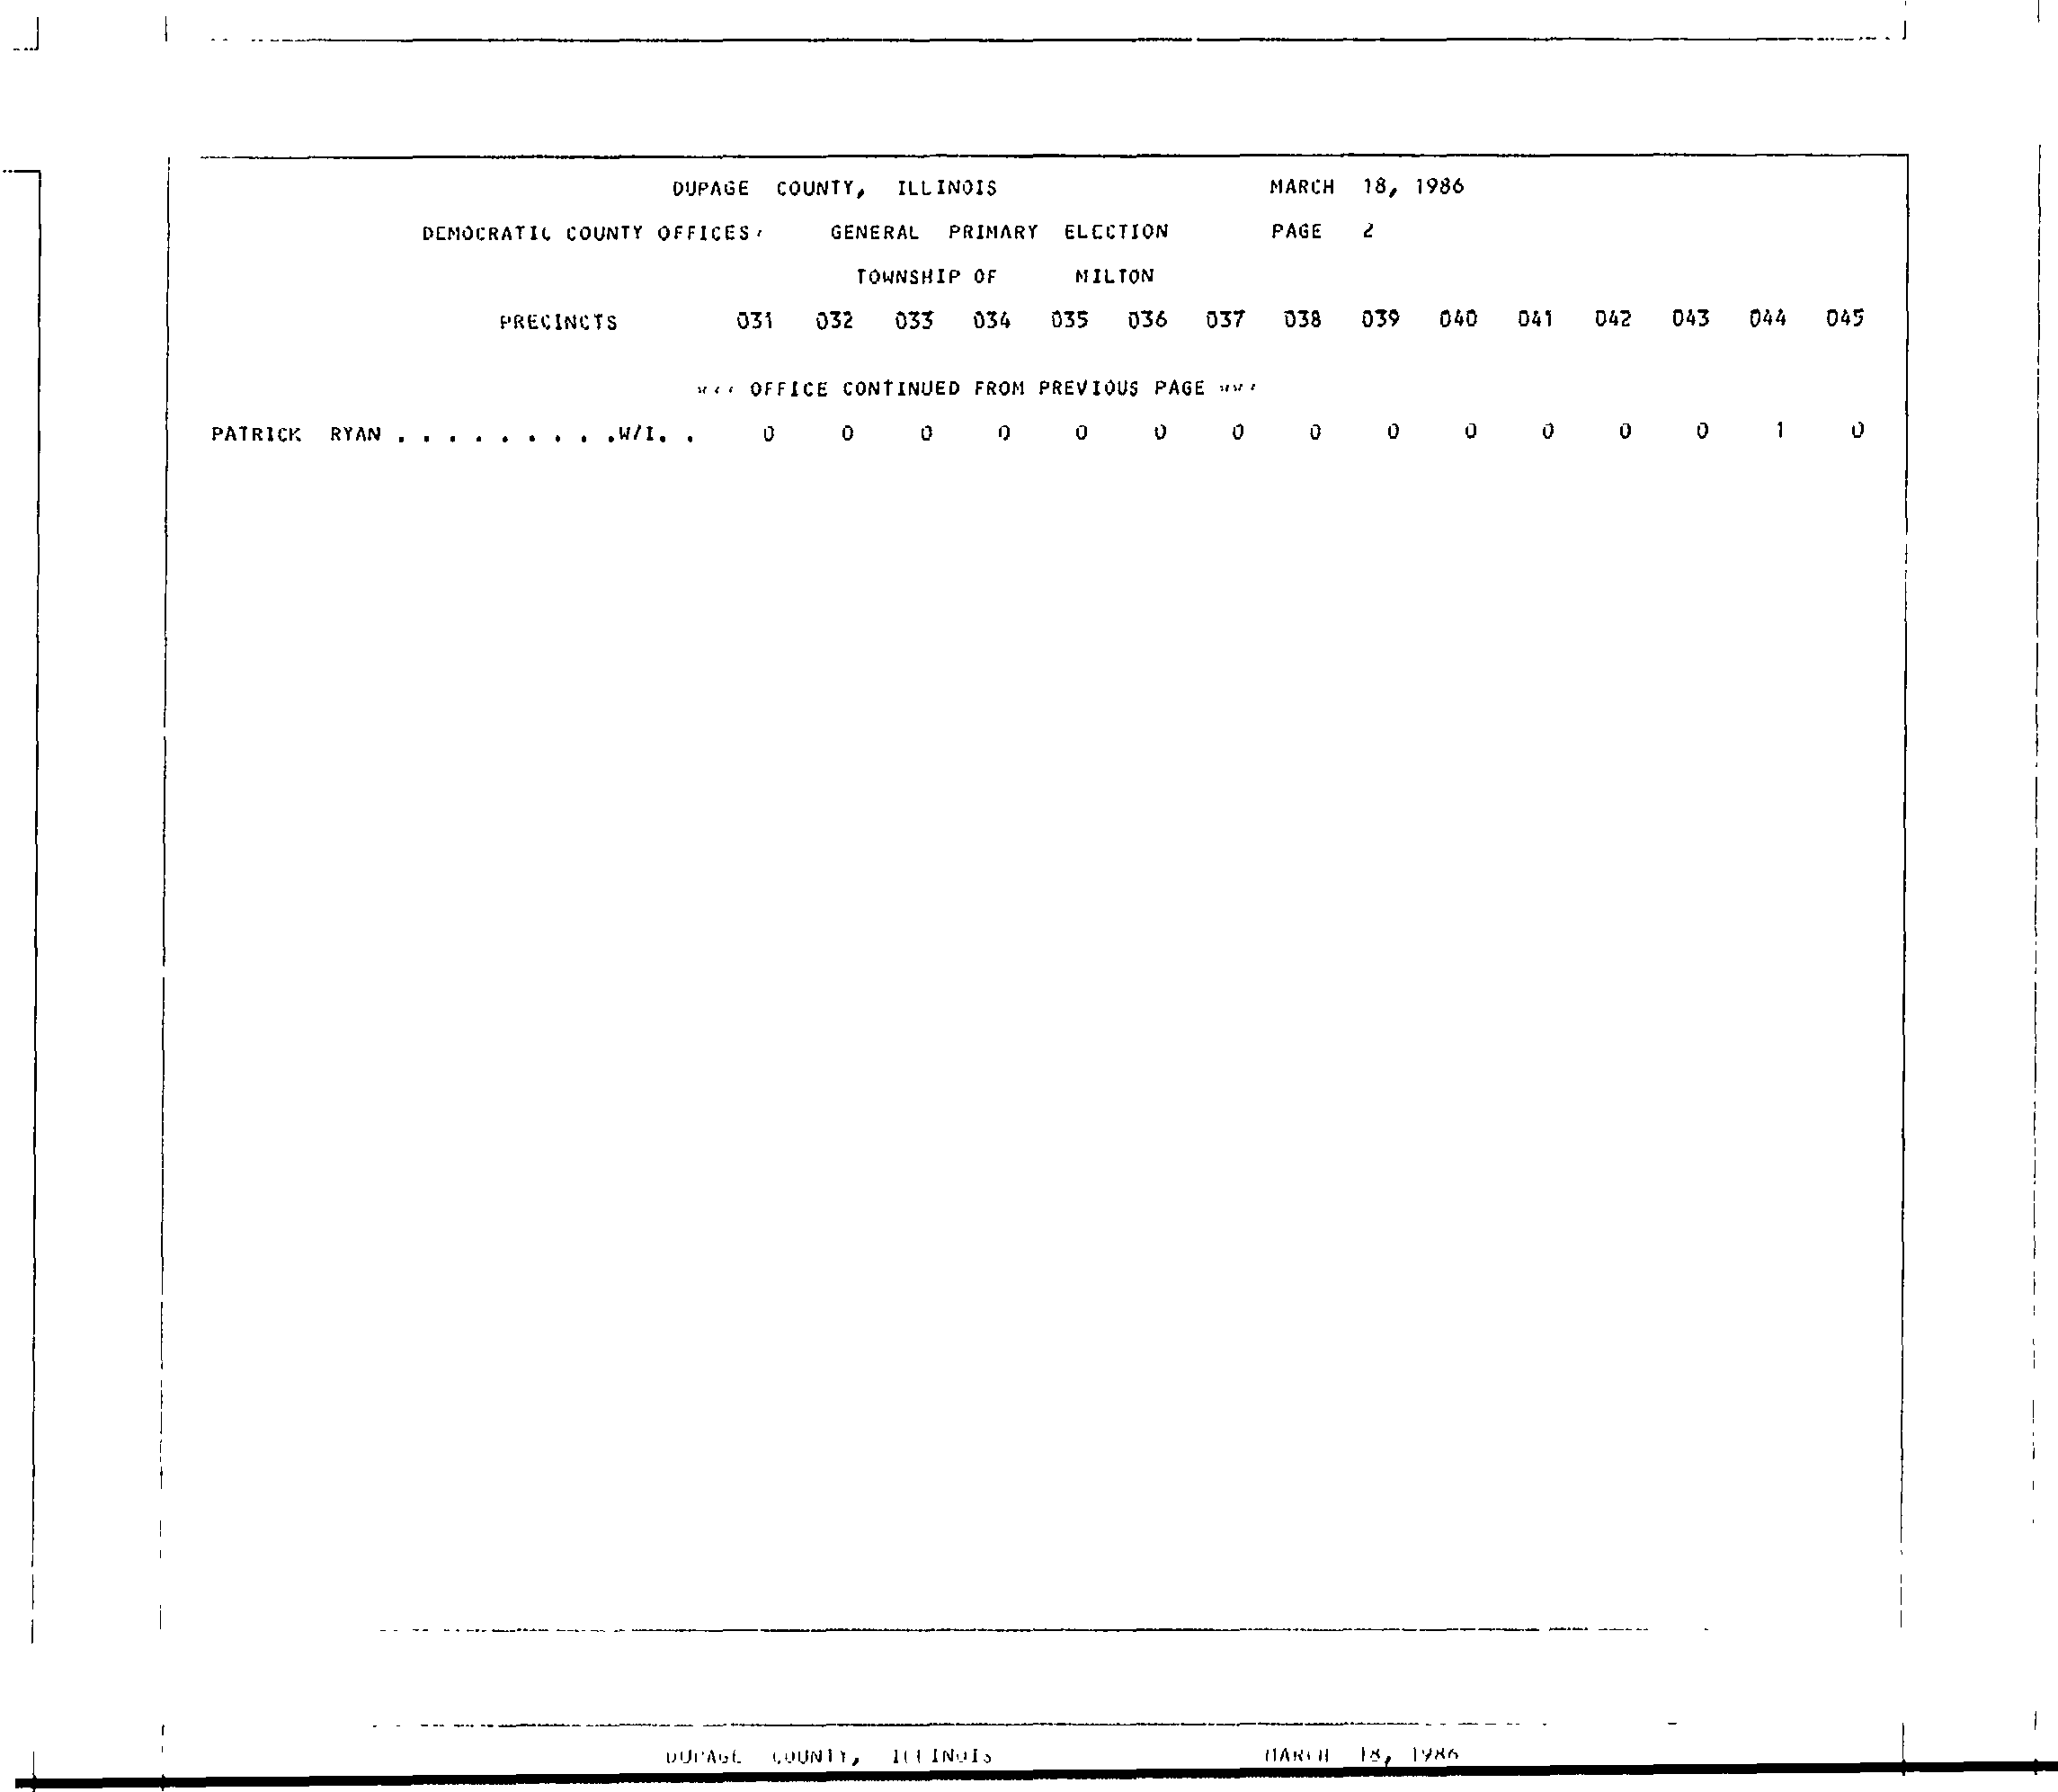 DUPAGE COUNTY, ILLINOIS MARCH 18, 1986
DEMOCRATIC COUNTY OFFICES, GENERAL PRIMARY ELECTION PAGE 2
TOWNSHIP OF MILTON
PRECINCTS 031 032 033 034 035 036 037 038 039 040 041 042 043 044 045
*** OFFICE CONTINUED FROM PREVIOUS PAGE ***
PATRICK RYAN . . . . . . . . .W/I. . 0 0 0 0 0 0 0 0 0 0 0 0 0 1 0
DUPAGE COUNTY, ILLINOIS MARCH 18, 1986